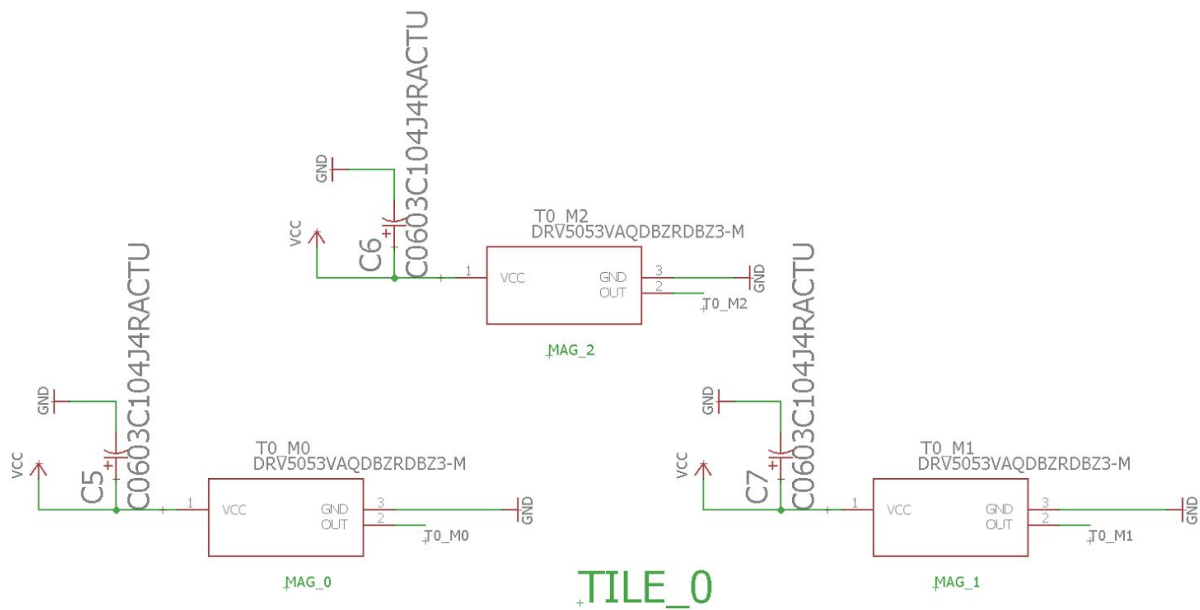 GND
VCC
C6
C0603C104J4RACTU
T0_M2
DRV5053VAQDBZRDBZ3-M
1
VCC
GND
3
GND
OUT
2
T0_M2
MAG_2
GND
VCC
C5
C0603C104J4RACTU
T0_M0
DRV5053VAQDBZRDBZ3-M
1
VCC
GND
3
GND
OUT
2
T0_M0
MAG_0
GND
VCC
C7
C0603C104J4RACTU
T0_M1
DRV5053VAQDBZRDBZ3-M
1
VCC
GND
3
GND
OUT
2
T0_M1
MAG_1
TILE_0